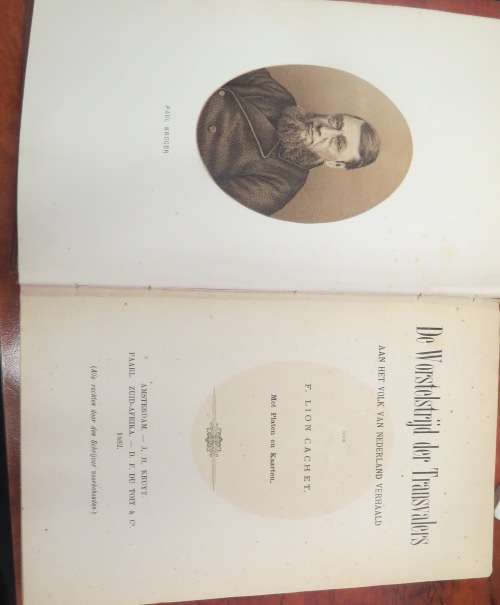 PAUL KRUGER
De Worstelstrijd der Transvalers
AAN HET VOLK VAN NEDERLAND VERHAALD
DOOR
F. LION CACHET.
Met Platen en Kaarten.
AMSTERDAM. — J. H. KRUYT.
PAARL ZUID-AFRIKA. — D. F. DU TOIT & Co.
1882.
(Alle rechten door den Schrijver voorbehouden.)